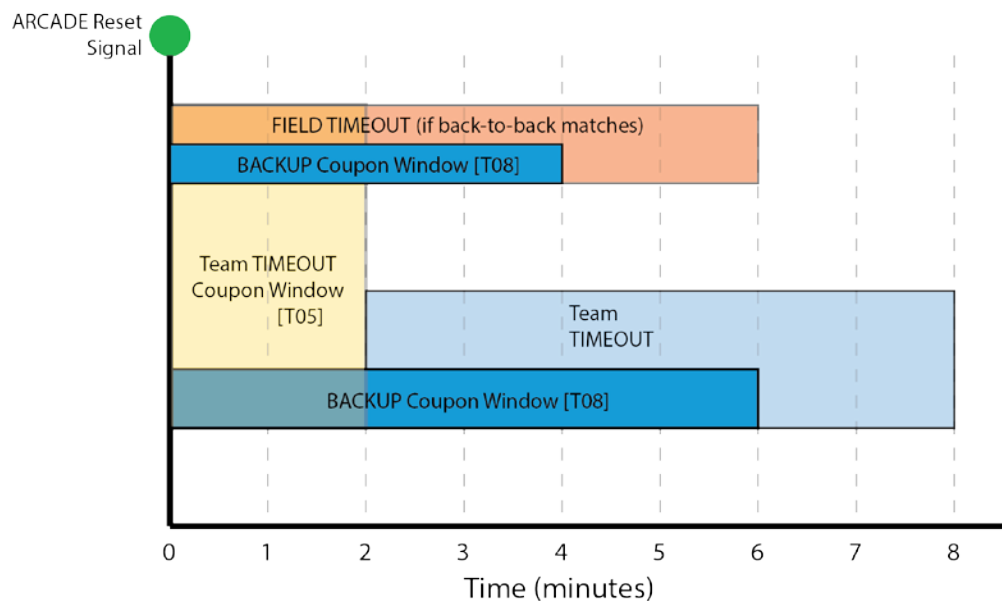 ARCADE Reset
Signal
FIELD TIMEOUT (if back-to-back matches)
BACKUP Coupon Window [T08]
Team TIMEOUT
Coupon Window
[T05]
Team
TIMEOUT
BACKUP Coupon Window [T08]
0 1 2 3 4 5 6 7 8
Time (minutes)